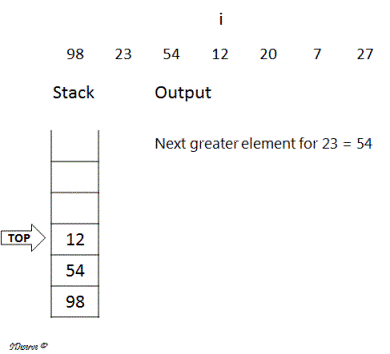 i
98 23 54 12 20 7 27
Stack Output
Next greater element for 23 = 54
TOP
12
54
98